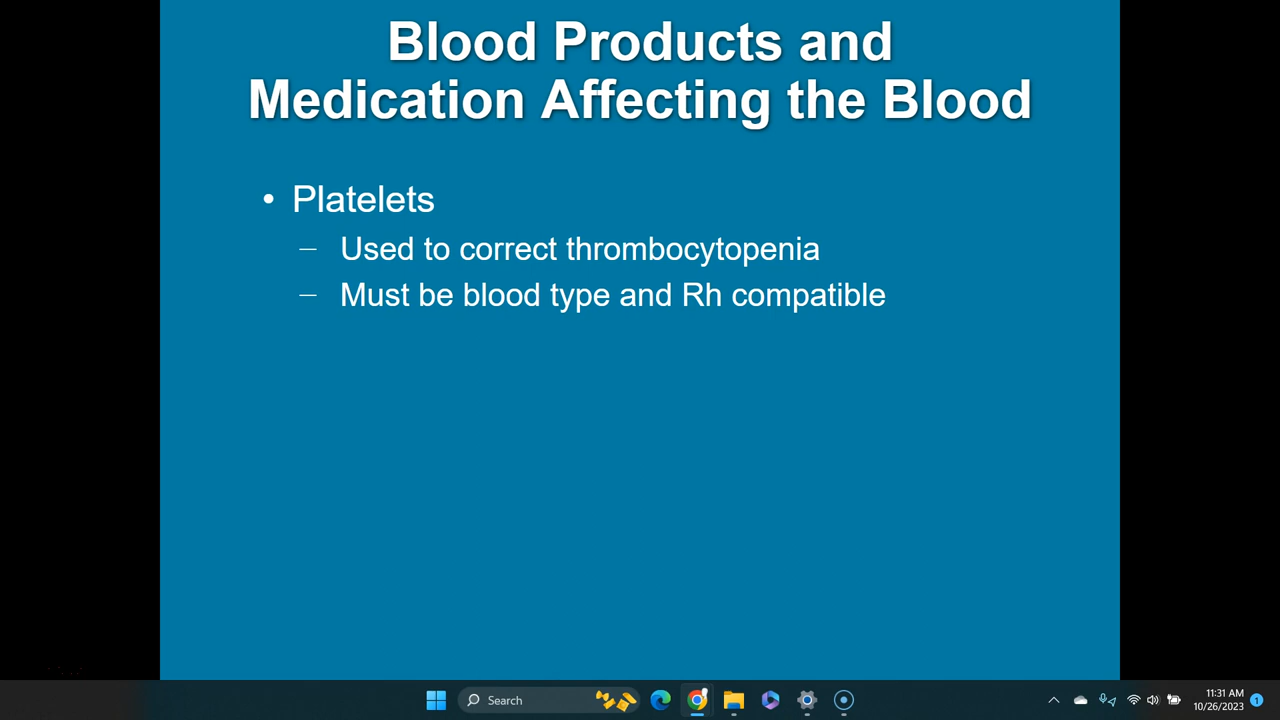 Blood Products and
Medication Affecting the Blood
• Platelets
– Used to correct thrombocytopenia
– Must be blood type and Rh compatible
Search
11:31 AM
10/26/2023
1